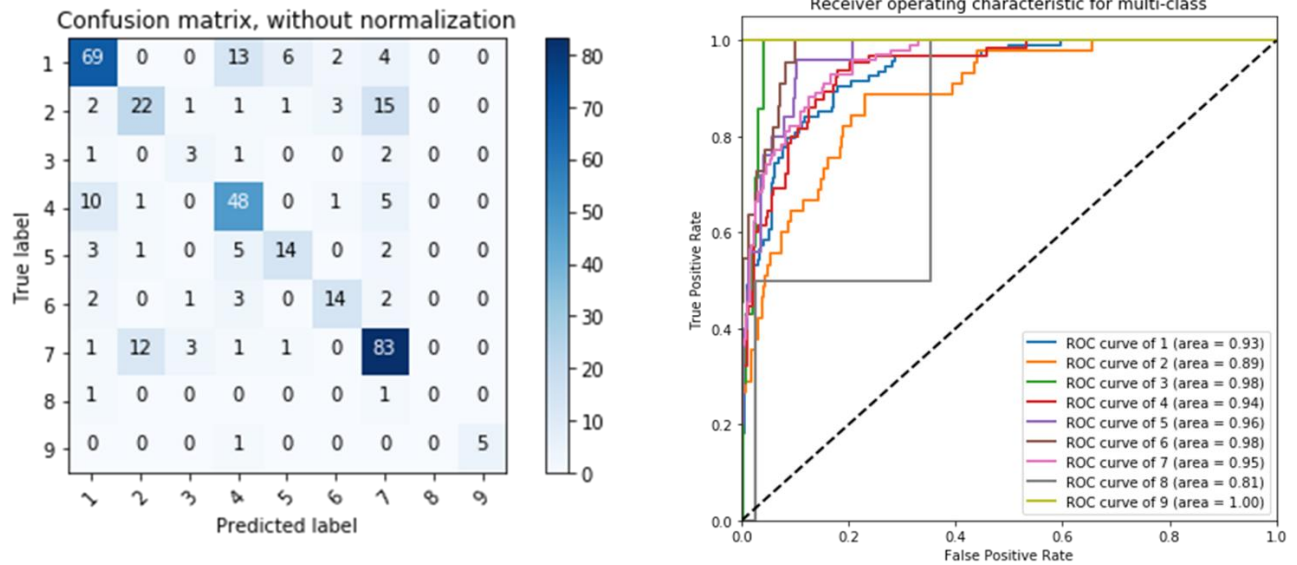 Confusion matrix, without normalization
1 69 0 0 13 6 2 4 0 0
2 2 22 1 1 1 3 15 0 0
3 1 0 3 1 0 0 2 0 0
4 10 1 0 48 0 1 5 0 0
5 3 1 0 5 14 0 2 0 0
6 2 0 1 3 0 14 2 0 0
7 1 12 3 1 1 0 83 0 0
8 1 0 0 0 0 0 1 0 0
9 0 0 0 1 0 0 0 0 5
1 2 3 4 5 6 7 8 9
True label
Predicted label
80
70
60
50
40
30
20
10
0
Receiver operating characteristic for multi-class
1.0
0.8
0.6
0.4
0.2
0.0
True Positive Rate
ROC curve of 1 (area = 0.93)
ROC curve of 2 (area = 0.89)
ROC curve of 3 (area = 0.98)
ROC curve of 4 (area = 0.94)
ROC curve of 5 (area = 0.96)
ROC curve of 6 (area = 0.98)
ROC curve of 7 (area = 0.95)
ROC curve of 8 (area = 0.81)
ROC curve of 9 (area = 1.00)
0.0 0.2 0.4 0.6 0.8 1.0
False Positive Rate